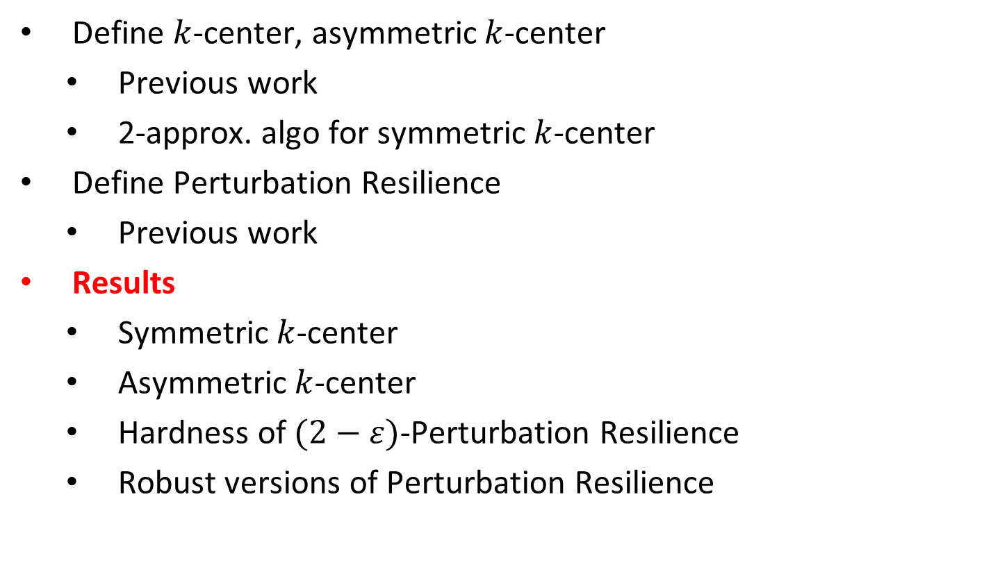 • Define 𝑘-center, asymmetric 𝑘-center
• Previous work
• 2-approx. algo for symmetric 𝑘-center
• Define Perturbation Resilience
• Previous work
• Results
• Symmetric 𝑘-center
• Asymmetric 𝑘-center
• Hardness of (2 − 𝜀)-Perturbation Resilience
• Robust versions of Perturbation Resilience